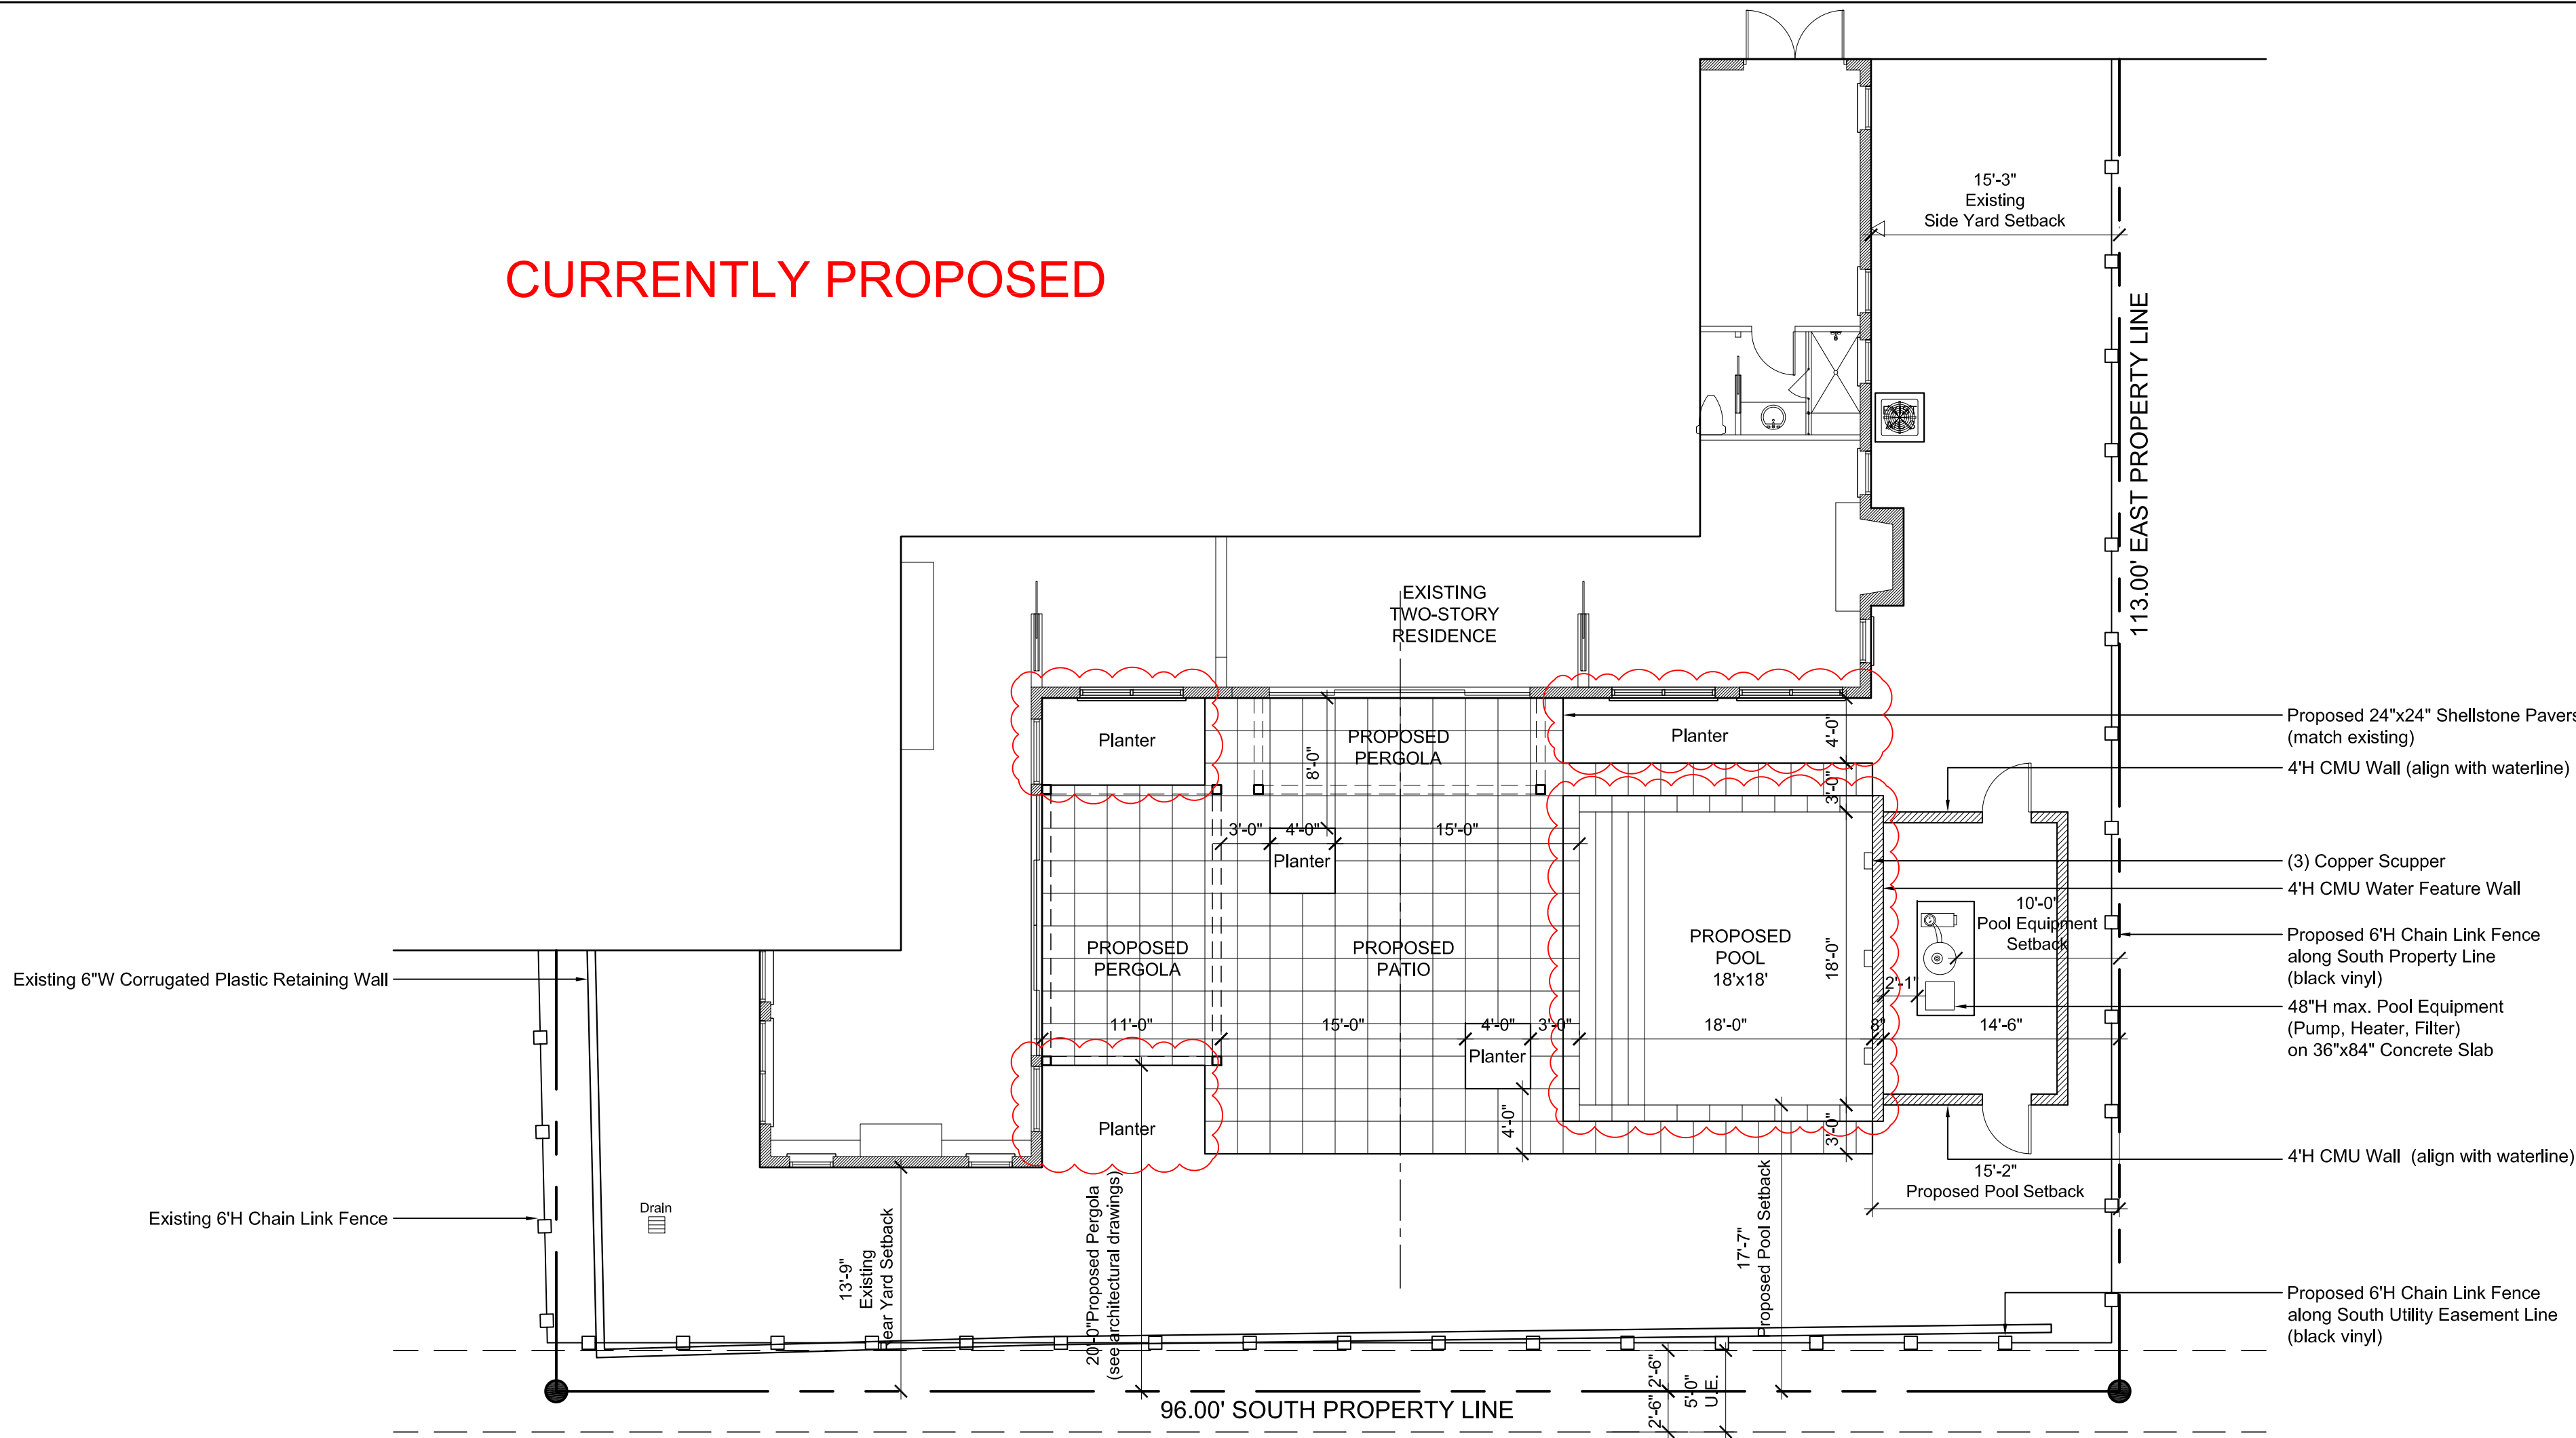 CURRENTLY PROPOSED
15'-3"
Existing
Side Yard Setback
113.00' EAST PROPERTY LINE
EXISTING
TWO-STORY
RESIDENCE
Planter
PROPOSED
PERGOLA
8'-0"
Planter
4'-0"
3'-0"
Proposed 24"x24" Shellstone Pavers
(match existing)
4'H CMU Wall (align with waterline)
3'-0"
4'-0"
15'-0"
Planter
(3) Copper Scupper
4'H CMU Water Feature Wall
10'-0"
Pool Equipment
Setback
PROPOSED
PERGOLA
PROPOSED
PATIO
PROPOSED
POOL
18'x18'
18'-0"
2'-1"
Proposed 6'H Chain Link Fence
along South Property Line
(black vinyl)
Existing 6"W Corrugated Plastic Retaining Wall
48"H max. Pool Equipment
(Pump, Heater, Filter)
on 36"x84" Concrete Slab
11'-0"
15'-0"
4'-0"
3'-0"
18'-0"
8"
14'-6"
Planter
Planter
4'-0"
3'-0"
4'H CMU Wall (align with waterline)
15'-2"
Proposed Pool Setback
Existing 6'H Chain Link Fence
Drain
13'-9"
Existing
Rear Yard Setback
20'-0"Proposed Pergola
(see architectural drawings)
17'-7"
Proposed Pool Setback
Proposed 6'H Chain Link Fence
along South Utility Easement Line
(black vinyl)
2'-6"
2'-6"
5'-0"
U.E.
96.00' SOUTH PROPERTY LINE